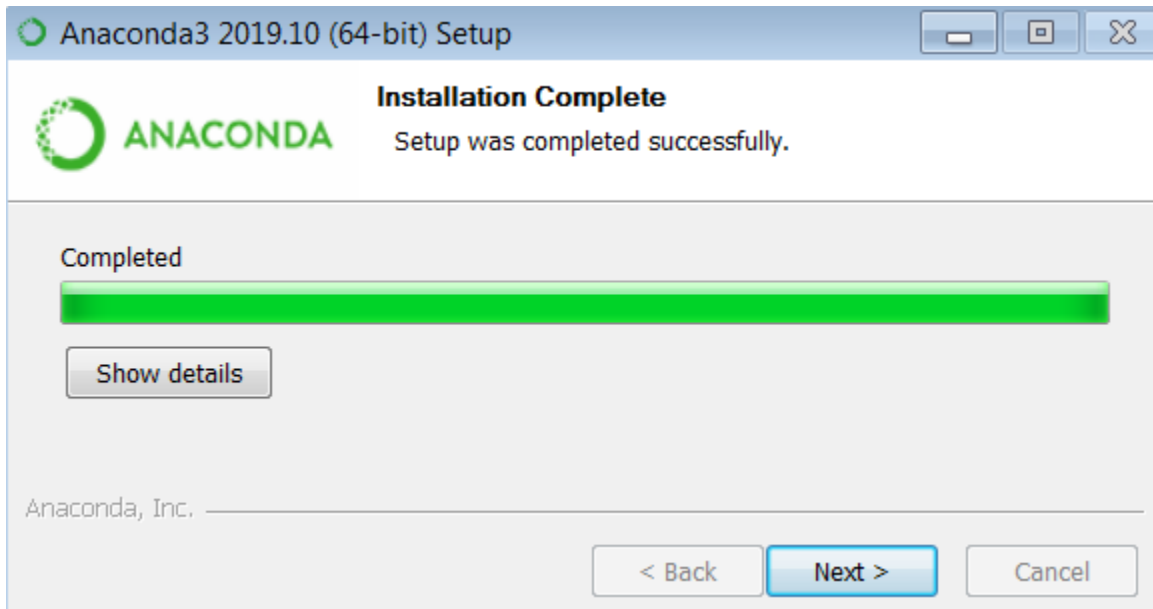 Anaconda3 2019.10 (64-bit) Setup
ANACONDA
Installation Complete
Setup was completed successfully.
Completed
Show details
Anaconda, Inc.
< Back
Next >
Cancel